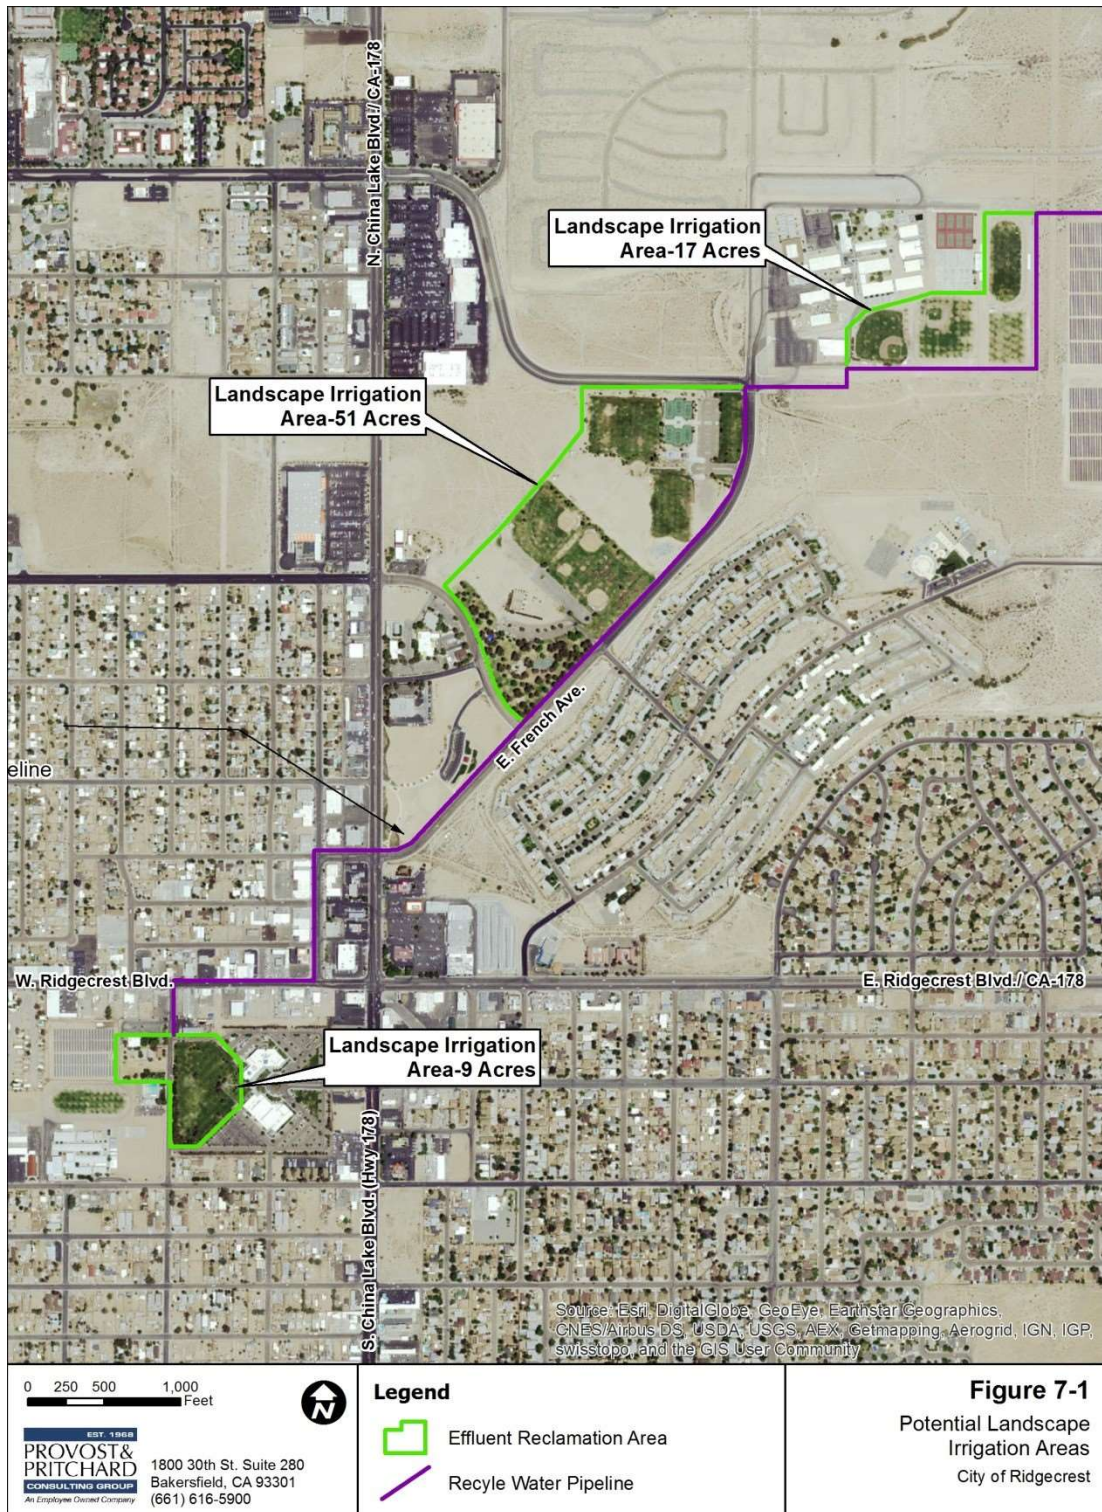 N. China Lake Blvd./ CA-178
Landscape Irrigation
Area-17 Acres
Landscape Irrigation
Area-51 Acres
E. French Ave.
eline
W. Ridgecrest Blvd.
E. Ridgecrest Blvd./ CA-178
Landscape Irrigation
Area-9 Acres
S. China Lake Blvd. (Hwy 178)
Source: Esri, DigitalGlobe, GeoEye, Earthstar Geographics,
CNES/Airbus DS, USDA, USGS, AEX, Getmapping, Aerogrid, IGN, IGP,
swisstopo, and the GIS User Community
0 250 500 1,000
Feet
N
EST. 1968
PROVOST&
PRITCHARD
CONSULTING GROUP
An Employee Owned Company
1800 30th St. Suite 280
Bakersfield, CA 93301
(661) 616-5900
Legend
Effluent Reclamation Area
Recyle Water Pipeline
Figure 7-1
Potential Landscape
Irrigation Areas
City of Ridgecrest